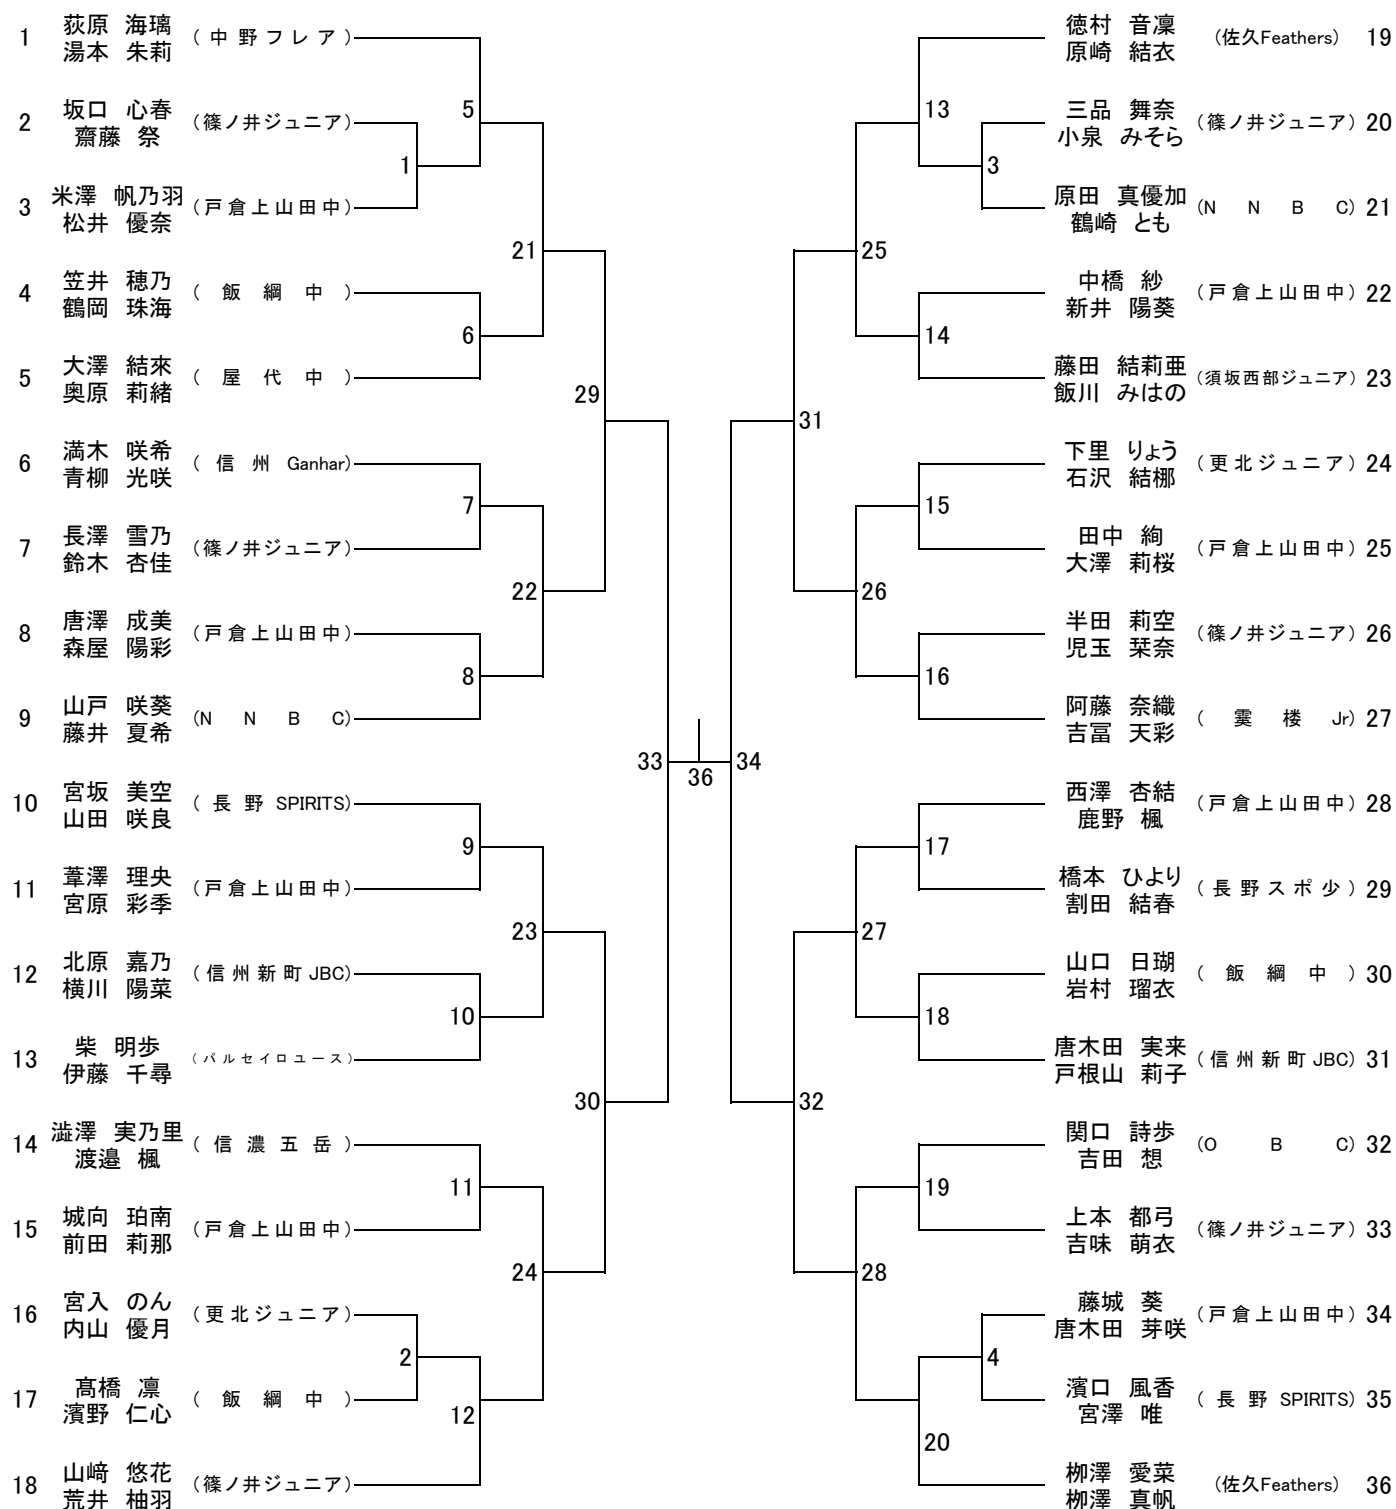 1 荻原 海璃 (中野フレア)
湯本 朱莉
2 坂口 心春 (篠ノ井ジュニア)
齋藤 祭
3 米澤 帆乃羽 (戸倉上山田中)
松井 優奈
4 笠井 穂乃 (飯綱中)
鶴岡 珠海
5 大澤 結來 (屋代中)
奥原 莉緒
6 満木 咲希 (信州 Ganhar)
青柳 光咲
7 長澤 雪乃 (篠ノ井ジュニア)
鈴木 杏佳
8 唐澤 成美 (戸倉上山田中)
森屋 陽彩
9 山戸 咲葵 (N N B C)
藤井 夏希
10 宮坂 美空 (長野 SPIRITS)
山田 咲良
11 葦澤 理央 (戸倉上山田中)
宮原 彩季
12 北原 嘉乃 (信州新町 JBC)
横川 陽菜
13 柴 明歩 (パルセイロユース)
伊藤 千尋
14 澁澤 実乃里 (信濃五岳)
渡邉 楓
15 城向 珀南 (戸倉上山田中)
前田 莉那
16 宮入 のん (更北ジュニア)
内山 優月
17 髙橋 凛 (飯綱中)
濱野 仁心
18 山﨑 悠花 (篠ノ井ジュニア)
荒井 柚羽
5
1
21
6
29
7
22
8
33
9
23
10
30
11
24
2
12
36
34
13
3
25
14
31
15
26
16
17
27
18
32
19
28
4
20
徳村 音凜 (佐久Feathers) 19
原崎 結衣
三品 舞奈 (篠ノ井ジュニア) 20
小泉 みそら
原田 真優加 (N N B C) 21
鶴崎 とも
中橋 紗 (戸倉上山田中) 22
新井 陽葵
藤田 結莉亜 (須坂西部ジュニア) 23
飯川 みはの
下里 りょう (更北ジュニア) 24
石沢 結梛
田中 絢 (戸倉上山田中) 25
大澤 莉桜
半田 莉空 (篠ノ井ジュニア) 26
児玉 栞奈
阿藤 奈織 (霙楼 Jr) 27
吉冨 天彩
西澤 杏結 (戸倉上山田中) 28
鹿野 楓
橋本 ひより (長野スポ少) 29
割田 結春
山口 日瑚 (飯綱中) 30
岩村 瑠衣
唐木田 実来 (信州新町 JBC) 31
戸根山 莉子
関口 詩歩 (O B C) 32
吉田 想
上本 都弓 (篠ノ井ジュニア) 33
吉味 萌衣
藤城 葵 (戸倉上山田中) 34
唐木田 芽咲
濱口 風香 (長野 SPIRITS) 35
宮澤 唯
栁澤 愛菜 (佐久Feathers) 36
栁澤 真帆